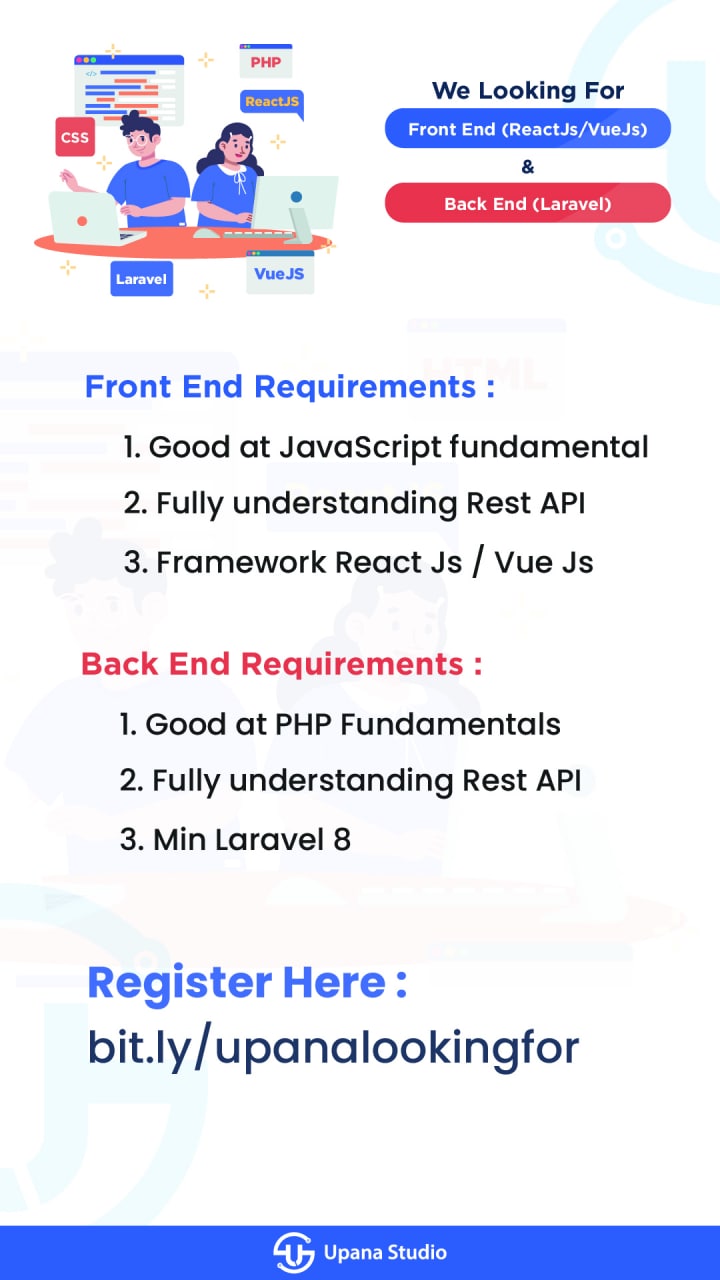 PHP
ReactJS
CSS
</>
Laravel
VueJS
We Looking For
Front End (ReactJs/VueJs)
&
Back End (Laravel)
HTML
Front End Requirements :
1. Good at JavaScript fundamental
2. Fully understanding Rest API
3. Framework React Js / Vue Js
Back End Requirements :
1. Good at PHP Fundamentals
2. Fully understanding Rest API
3. Min Laravel 8
Register Here :
bit.ly/upanalookingfor
Upana Studio